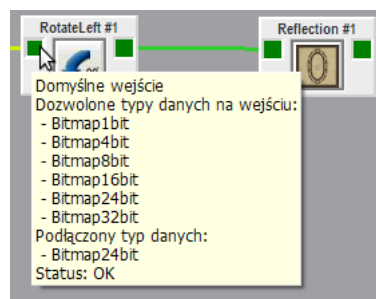 RotateLeft #1
Reflection #1
Domyślne wejście
Dozwolone typy danych na wejściu:
- Bitmap1bit
- Bitmap4bit
- Bitmap8bit
- Bitmap16bit
- Bitmap24bit
- Bitmap32bit
Podłączony typ danych:
- Bitmap24bit
Status: OK